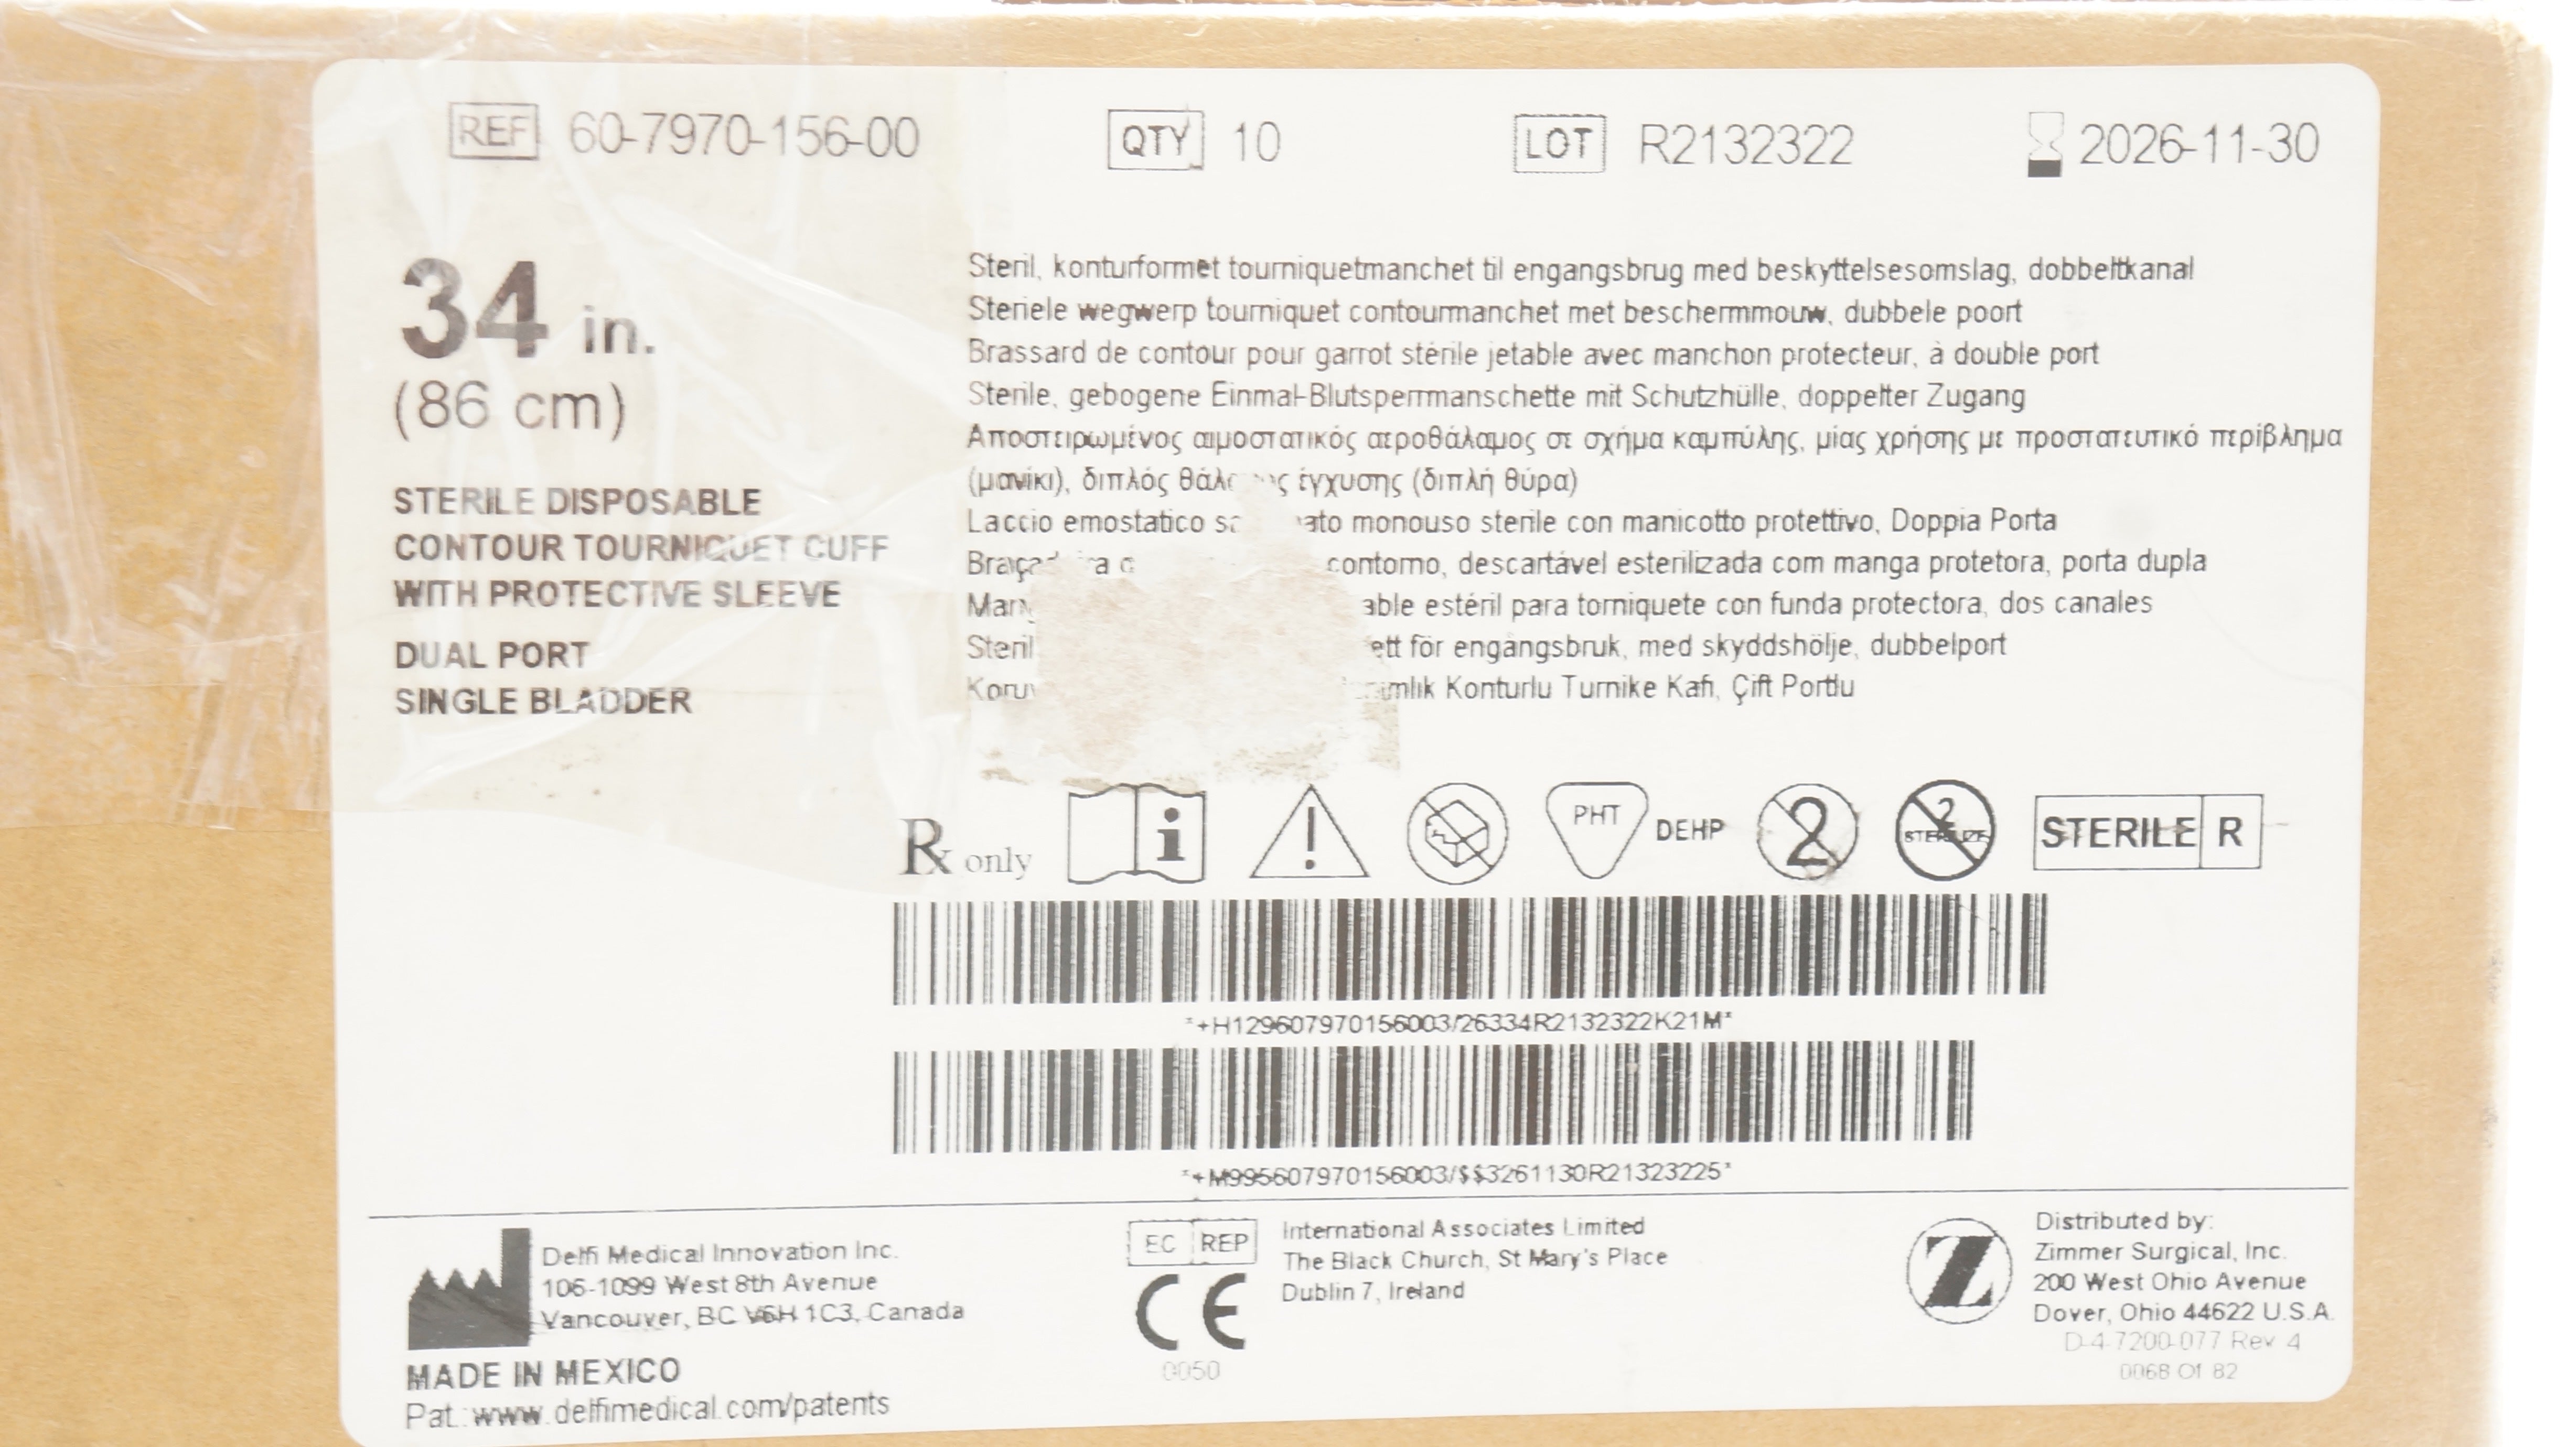 REF 60-7970-156-00 QTY 10 LOT R2132322 2026-11-30
34 in.
(86 cm)
STERILE DISPOSABLE
CONTOUR TOURNIQUET CUFF
WITH PROTECTIVE SLEEVE
DUAL PORT
SINGLE BLADDER
Steril, konturformet tourniquetmanchet til engangsbrug med beskyttelsesomslag, dobbeltkanal
Steriele wegwerp tourniquet contourmanchet met beschermmouw, dubbele poort
Brassard de contour pour garrot stérile jetable avec manchon protecteur, à double port
Sterile, gebogene Einmal-Blutsperrmanschette mit Schutzhülle, doppelter Zugang
Αποστειρωμένος αιμοστατικός αεροθάλαμος σε σχήμα καμπύλης, μίας χρήσης με προστατευτικό περίβλημα
(μανίκι), διπλός έγχυσης (διπλή θύρα)
Laccio emostatico monouso sterile con manicotto protettivo, Doppia Porta
contorno, descartável esterilizada com manga protetora, porta dupla
estéril para torniquete con funda protectora, dos canales
för engångsbruk, med skyddshölje, dubbelport
Konturlu Turnike Kafı, Çift Portlu
Rx only PHT DEHP 2 2 STERILIZE STERILE R
*+H129607970156003/26334R2132322K21M*
*+M995607970156003/$$3261130R21323225*
Delfi Medical Innovation Inc.
106-1099 West 8th Avenue
Vancouver, BC V6H 1C3, Canada
MADE IN MEXICO
Pat.: www.delfimedical.com/patents
EC REP
CE
0050
International Associates Limited
The Black Church, St Mary's Place
Dublin 7, Ireland
Z
Distributed by:
Zimmer Surgical, Inc.
200 West Ohio Avenue
Dover, Ohio 44622 U.S.A.
D-4-7200-077 Rev 4
0068 Of 82